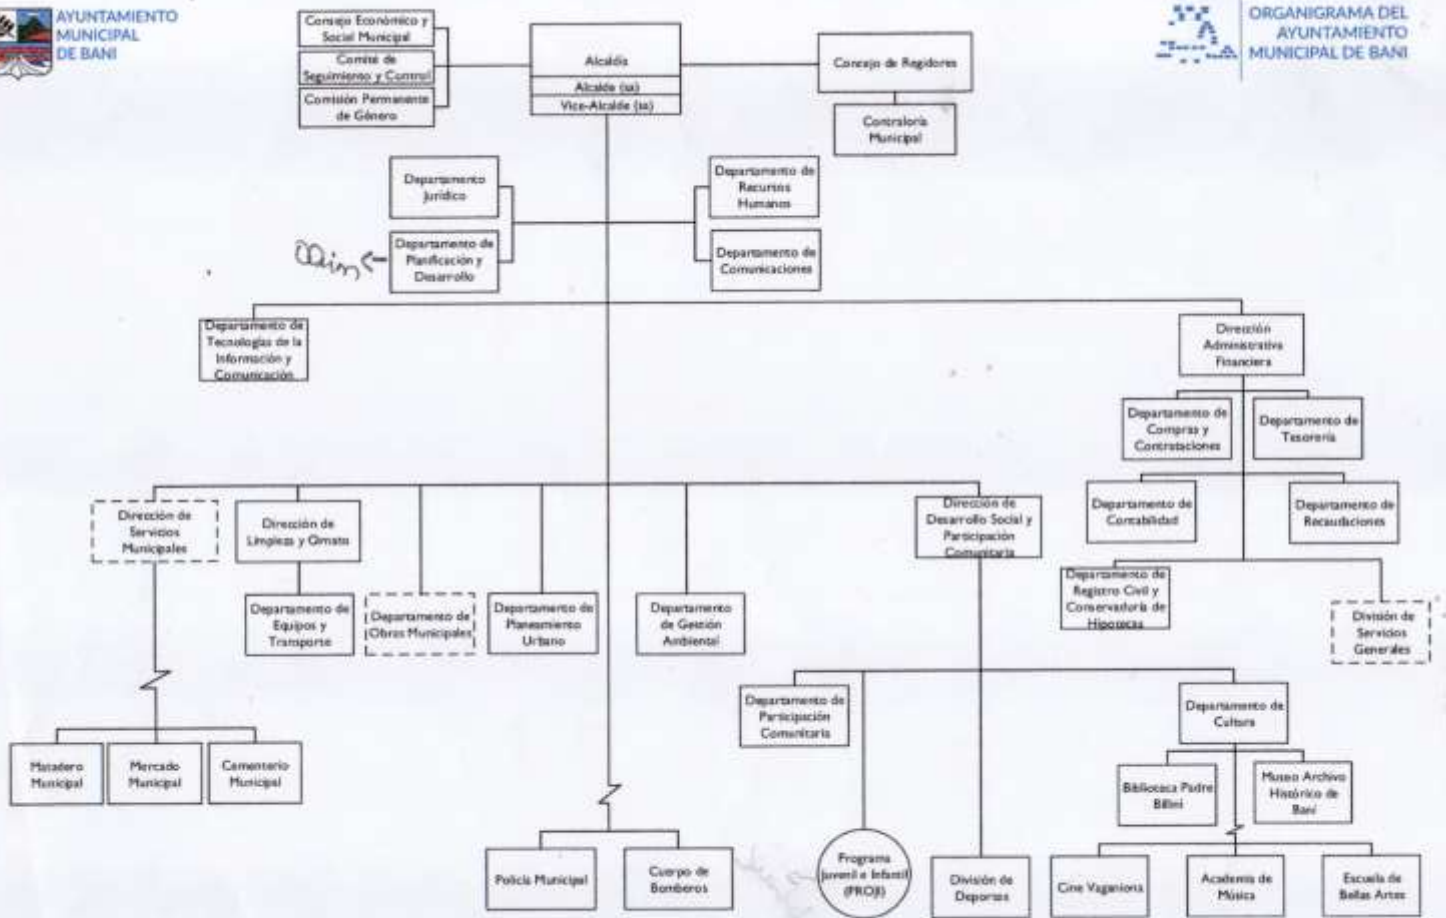 AYUNTAMIENTO
MUNICIPAL
DE BANI
ORGANIGRAMA DEL
AYUNTAMIENTO
MUNICIPAL DE BANI
Consejo Económico y
Social Municipal
Comité de
Seguimiento y Control
Comisión Permanente
de Género
Alcaldía
Alcalde (sa)
Vice-Alcalde (sa)
Concejo de Regidores
Contraloría
Municipal
Departamento
Jurídico
Departamento de
Planificación y
Desarrollo
Departamento de
Recursos
Humanos
Departamento de
Comunicaciones
Departamento de
Tecnologías de la
Información y
Comunicación
Dirección
Administrativa
Financiera
Departamento de
Compras y
Contrataciones
Departamento de
Tesorería
Departamento de
Contabilidad
Departamento de
Recaudaciones
Departamento de
Registro Civil y
Conservaduría de
Hipotecas
División de
Servicios
Generales
Dirección de
Servicios
Municipales
Dirección de
Limpieza y Ornato
Dirección de
Desarrollo Social y
Participación
Comunitaria
Departamento de
Equipos y
Transporte
Departamento de
Obras Municipales
Departamento de
Planeamiento
Urbano
Departamento
de Gestión
Ambiental
Departamento de
Participación
Comunitaria
Departamento de
Cultura
Matadero
Municipal
Mercado
Municipal
Cementerio
Municipal
Biblioteca Padre
Billini
Museo Archivo
Histórico de
Baní
Policía Municipal
Cuerpo de
Bomberos
Programa
Juvenil e Infantil
(PROJI)
División de
Deportes
Cine Vaganiona
Academia de
Música
Escuela de
Bellas Artes